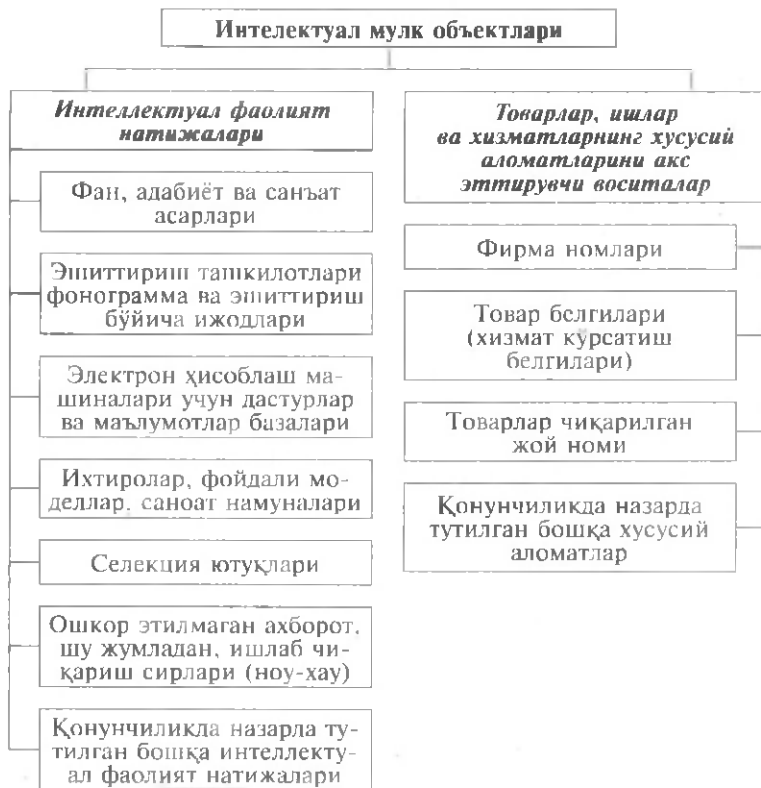 Интелектуал мулк объектлари
Интеллектуал фаолият
натижалари
Фан, адабиёт ва санъат
асарлари
Эшиттириш ташкилотлари
фонограмма ва эшиттириш
бўйича ижодлари
Электрон ҳисоблаш ма-
шиналари учун дастурлар
ва маълумотлар базалари
Ихтиролар, фойдали мо-
деллар, саноат намуналари
Селекция ютуқлари
Ошкор этилмаган ахборот,
шу жумладан, ишлаб чи-
қариш сирлари (ноу-хау)
Қонунчиликда назарда ту-
тилган бошқа интеллекту-
ал фаолият натижалари
Товарлар, ишлар
ва хизматларнинг хусусий
аломатларини акс
эттирувчи воситалар
Фирма номлари
Товар белгилари
(хизмат кўрсатиш
белгилари)
Товарлар чиқарилган
жой номи
Қонунчиликда назарда
тутилган бошқа хусусий
аломатлар